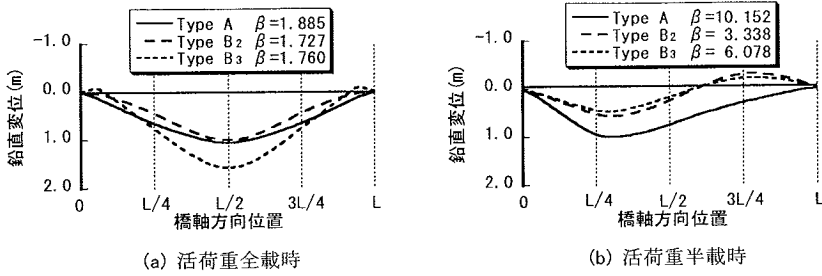 Type A β=1.885
Type B2 β=1.727
Type B3 β=1.760
-1.0
0.0
1.0
2.0
鉛直変位(m)
0 L/4 L/2 3L/4 L
橋軸方向位置
(a) 活荷重全載時
Type A β=10.152
Type B2 β= 3.338
Type B3 β= 6.078
-1.0
0.0
1.0
2.0
鉛直変位(m)
0 L/4 L/2 3L/4 L
橋軸方向位置
(b) 活荷重半載時